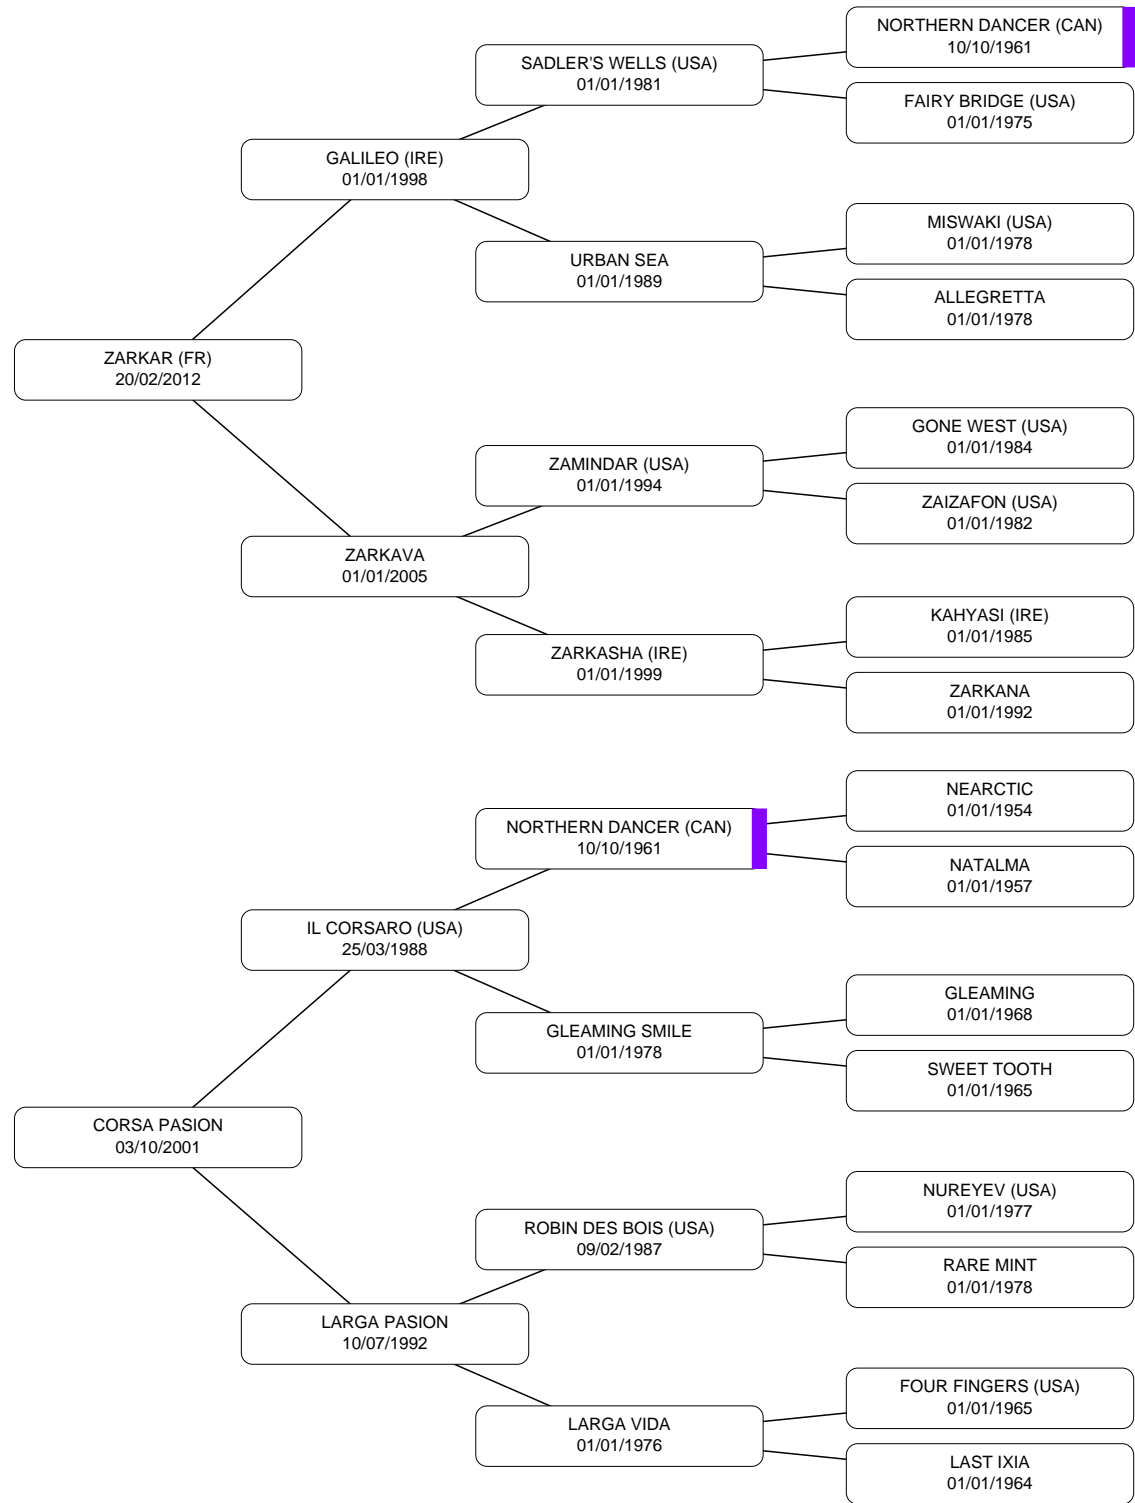 NORTHERN DANCER (CAN)
10/10/1961
SADLER'S WELLS (USA)
01/01/1981
FAIRY BRIDGE (USA)
01/01/1975
GALILEO (IRE)
01/01/1998
MISWAKI (USA)
01/01/1978
URBAN SEA
01/01/1989
ALLEGRETTA
01/01/1978
ZARKAR (FR)
20/02/2012
GONE WEST (USA)
01/01/1984
ZAMINDAR (USA)
01/01/1994
ZAIZAFON (USA)
01/01/1982
ZARKAVA
01/01/2005
KAHYASI (IRE)
01/01/1985
ZARKASHA (IRE)
01/01/1999
ZARKANA
01/01/1992
NEARCTIC
01/01/1954
NORTHERN DANCER (CAN)
10/10/1961
NATALMA
01/01/1957
IL CORSARO (USA)
25/03/1988
GLEAMING
01/01/1968
GLEAMING SMILE
01/01/1978
SWEET TOOTH
01/01/1965
CORSA PASION
03/10/2001
NUREYEV (USA)
01/01/1977
ROBIN DES BOIS (USA)
09/02/1987
RARE MINT
01/01/1978
LARGA PASION
10/07/1992
FOUR FINGERS (USA)
01/01/1965
LARGA VIDA
01/01/1976
LAST IXIA
01/01/1964